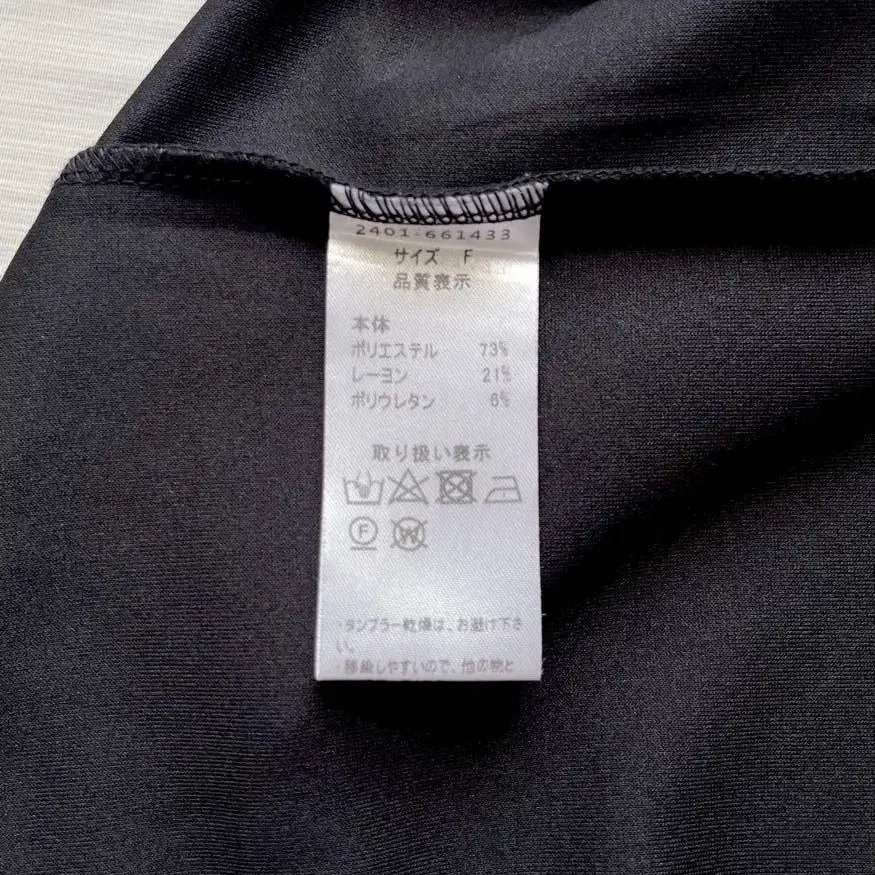 2401-661433
サイズ F
品質表示
本体
ポリエステル 73%
レーヨン 21%
ポリウレタン 6%
取り扱い表示
F W
・タンブラー乾燥は、お避け下さ
い。
・移染しやすいので、他の物と